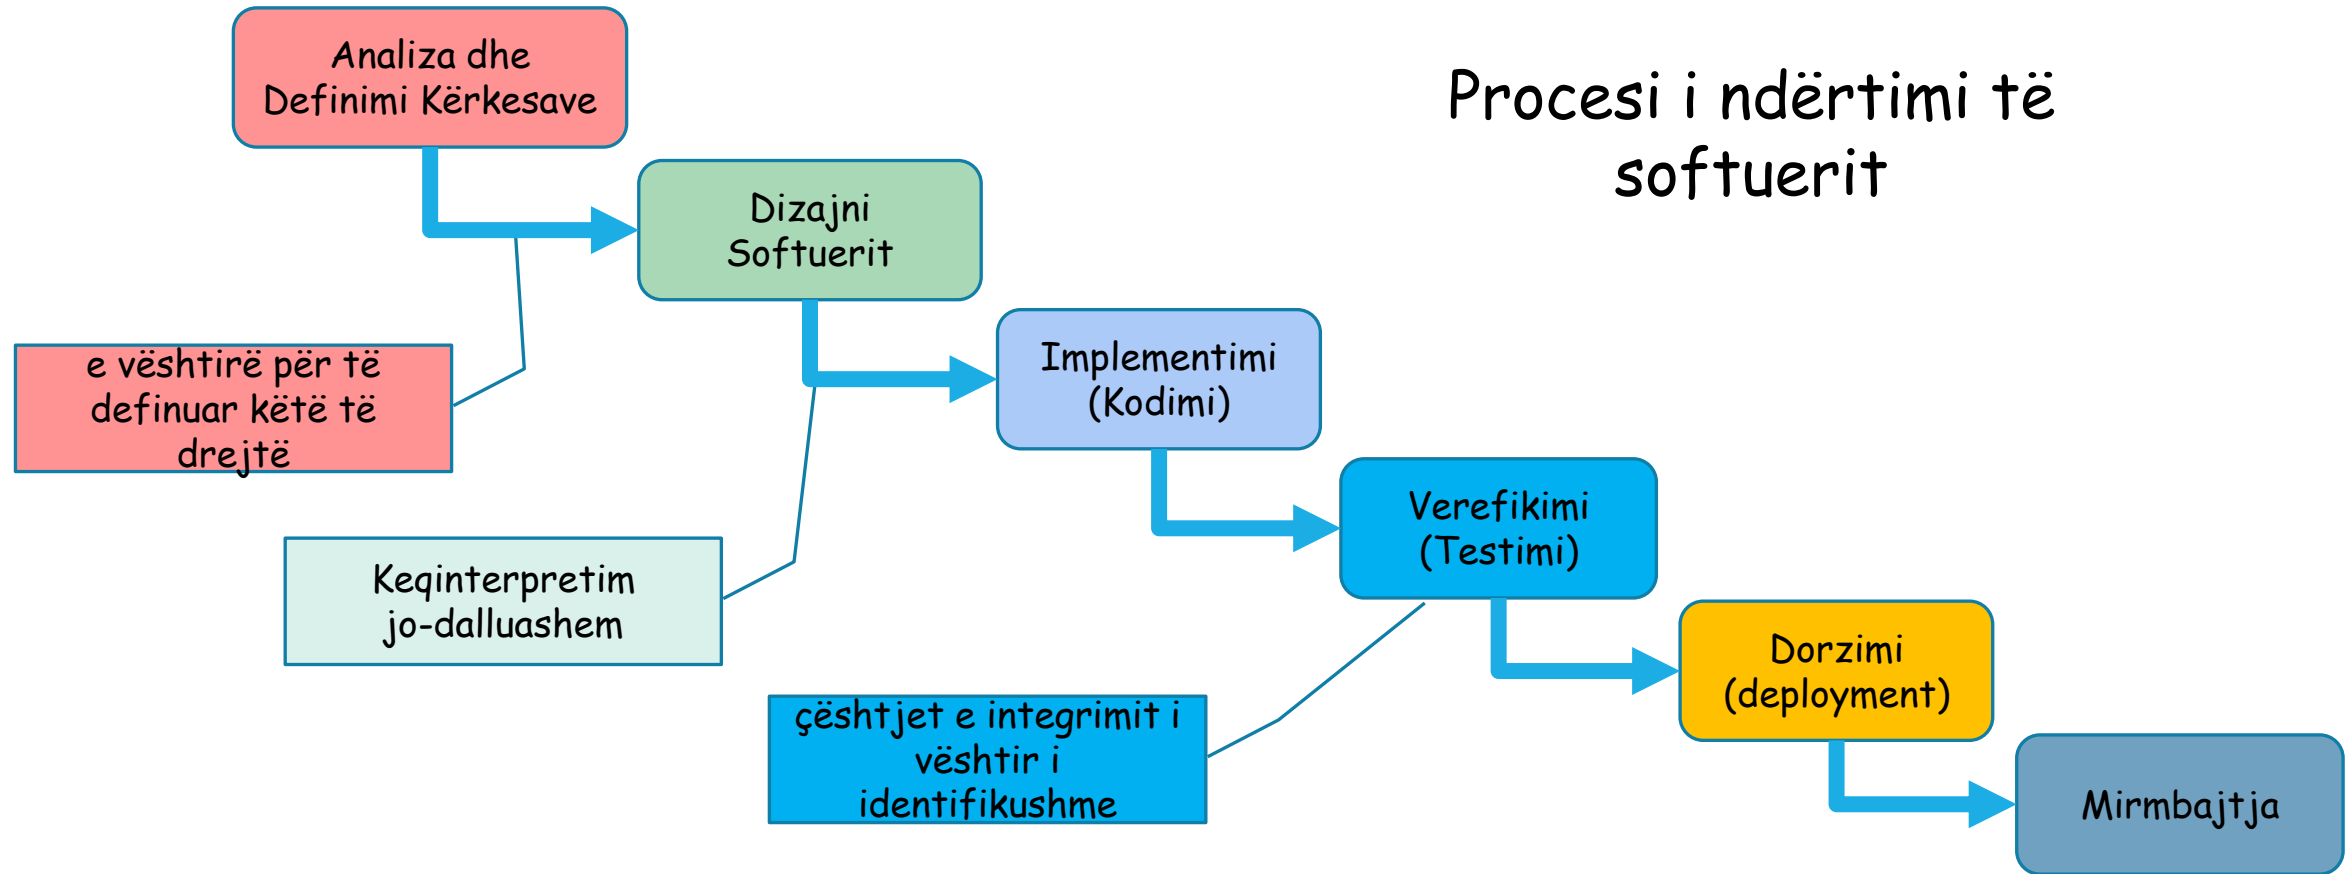 Analiza dhe
Definimi Kërkesave
Procesi i ndërtimi të
softuerit
Dizajni
Softuerit
e vështirë për të
definuar këtë të
drejtë
Implementimi
(Kodimi)
Keqinterpretim
jo-dalluashem
Verefikimi
(Testimi)
çështjet e integrimit i
vështir i
identifikushme
Dorzimi
(deployment)
Mirmbajtja